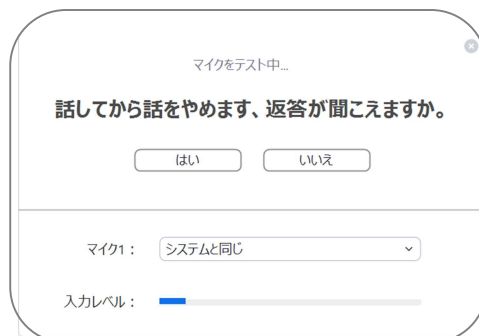 マイクをテスト中...
話してから話をやめます、返答が聞こえますか。
はい いいえ
マイク1： システムと同じ
入力レベル：